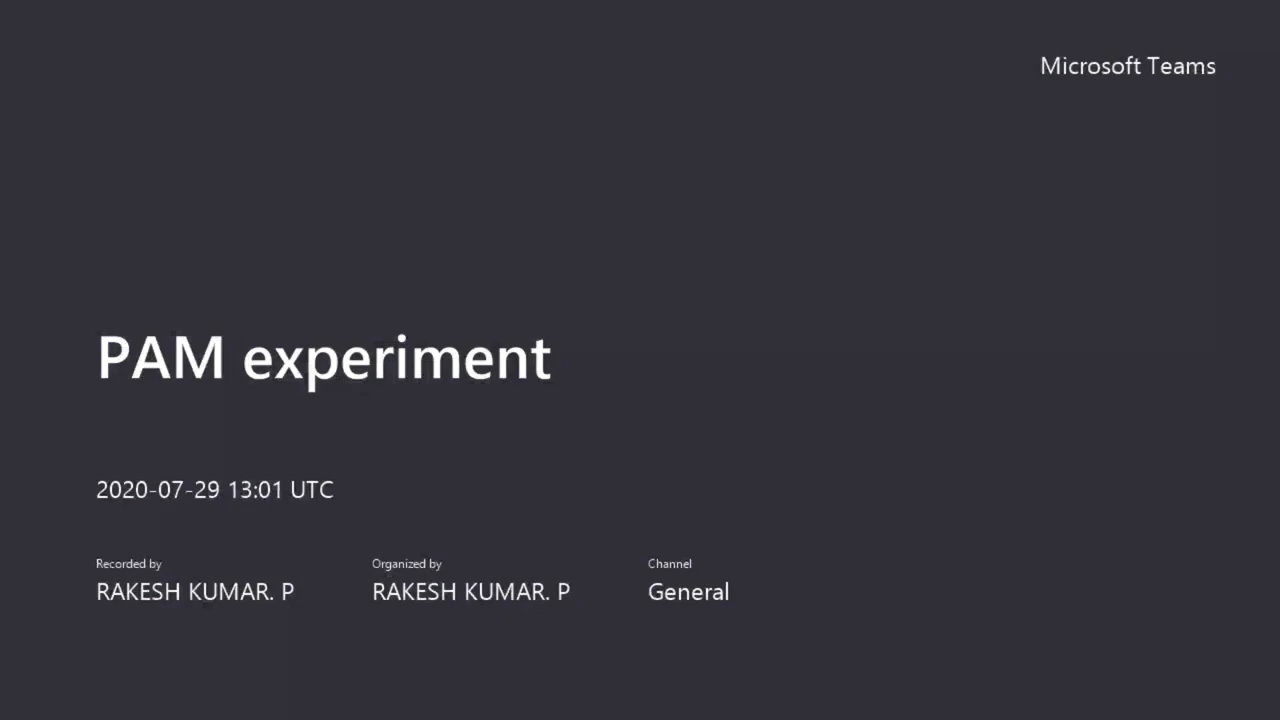 Microsoft Teams
PAM experiment
2020-07-29 13:01 UTC
Recorded by
RAKESH KUMAR. P
Organized by
RAKESH KUMAR. P
Channel
General